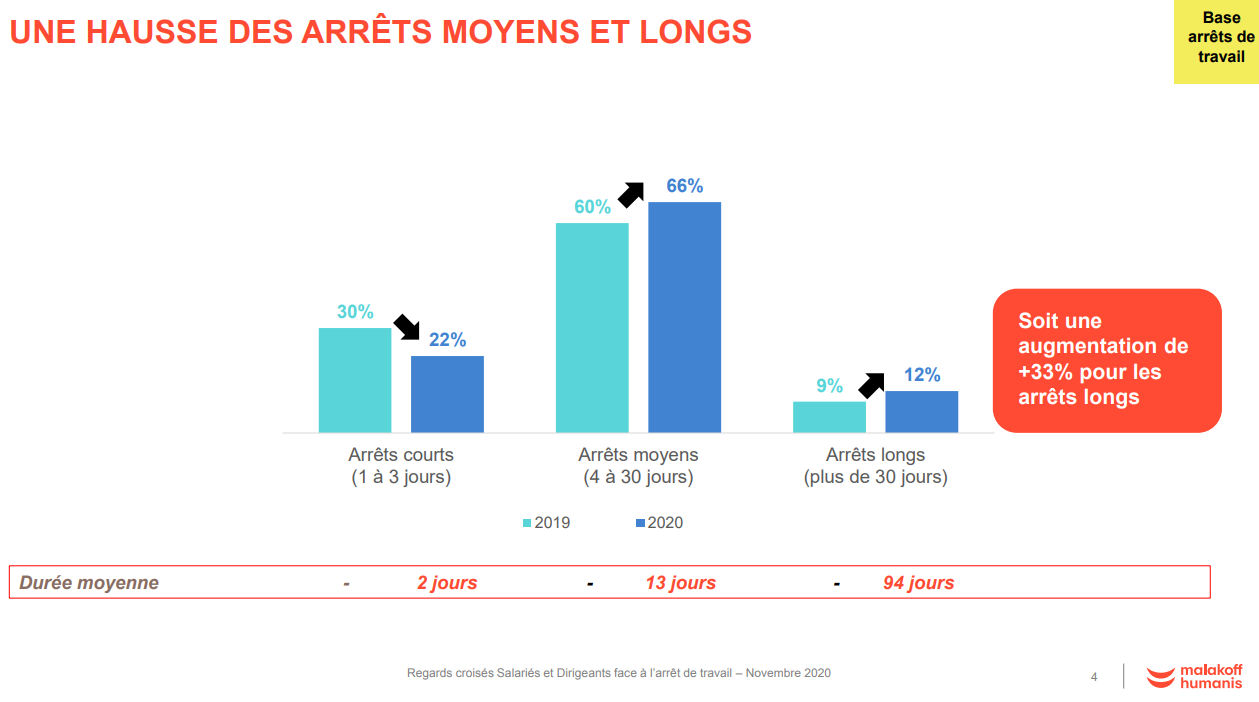 UNE HAUSSE DES ARRÊTS MOYENS ET LONGS
Base
arrêts de
travail
30%
22%
60%
66%
9%
12%
Soit une
augmentation de
+33% pour les
arrêts longs
Arrêts courts
(1 à 3 jours)
Arrêts moyens
(4 à 30 jours)
Arrêts longs
(plus de 30 jours)
2019
2020
Durée moyenne - 2 jours - 13 jours - 94 jours
Regards croisés Salariés et Dirigeants face à l’arrêt de travail – Novembre 2020
4
malakoff
humanis